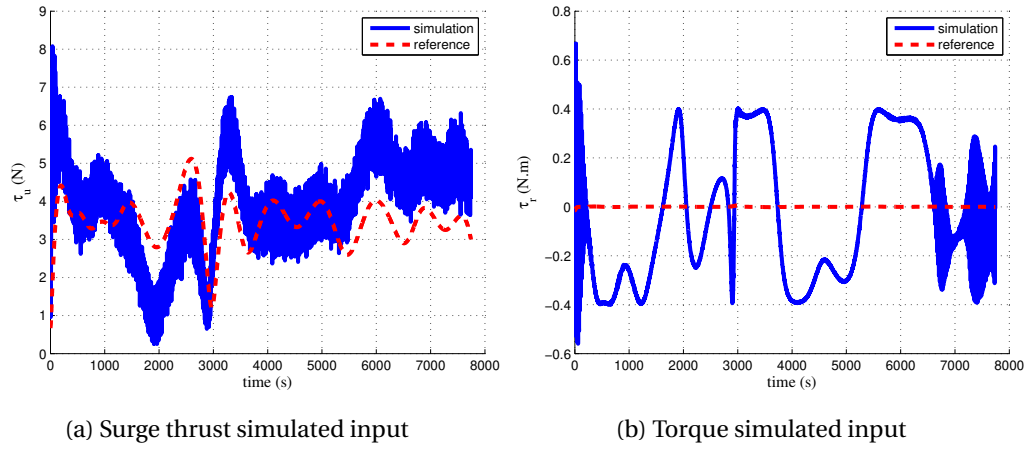 9
8
7
6
5
4
3
2
1
0
τ_u (N)
0 1000 2000 3000 4000 5000 6000 7000 8000
time (s)
simulation
reference
(a) Surge thrust simulated input
0.8
0.6
0.4
0.2
0
−0.2
−0.4
−0.6
τ_r (N.m)
0 1000 2000 3000 4000 5000 6000 7000 8000
time (s)
simulation
reference
(b) Torque simulated input